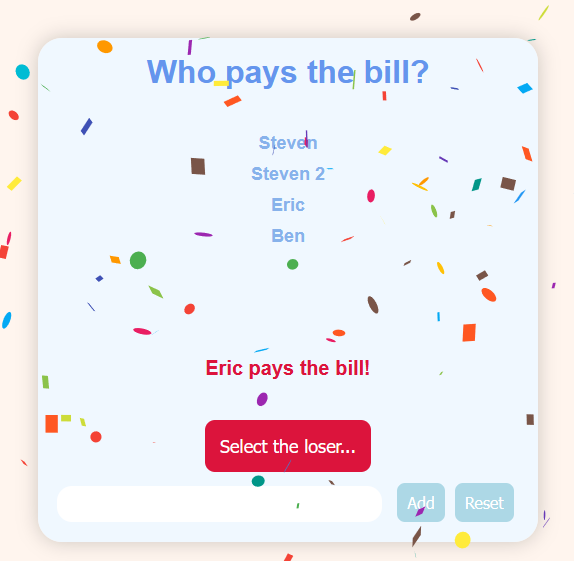 Who pays the bill?
Steven
Steven 2
Eric
Ben
Eric pays the bill!
Select the loser...
Add
Reset